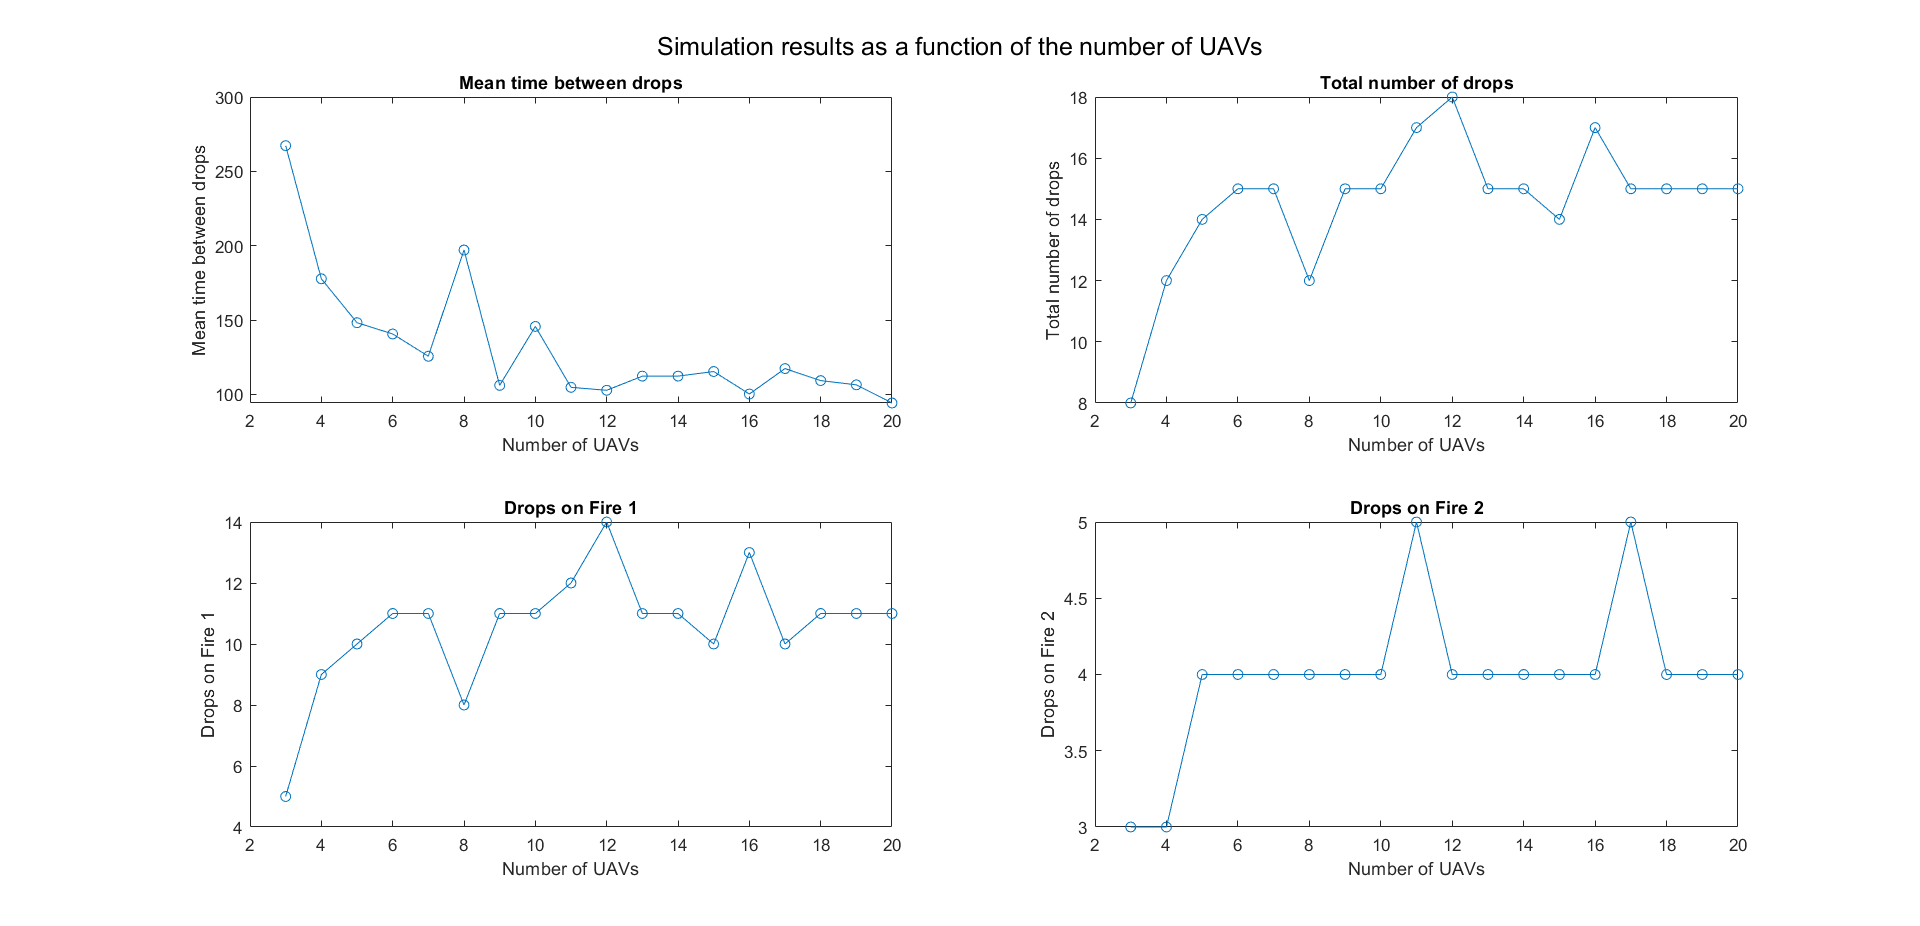 Simulation results as a function of the number of UAVs
Mean time between drops
Mean time between drops
300
250
200
150
100
2 4 6 8 10 12 14 16 18 20
Number of UAVs
Total number of drops
Total number of drops
18
16
14
12
10
8
2 4 6 8 10 12 14 16 18 20
Number of UAVs
Drops on Fire 1
Drops on Fire 1
14
12
10
8
6
4
2 4 6 8 10 12 14 16 18 20
Number of UAVs
Drops on Fire 2
Drops on Fire 2
5
4.5
4
3.5
3
2 4 6 8 10 12 14 16 18 20
Number of UAVs